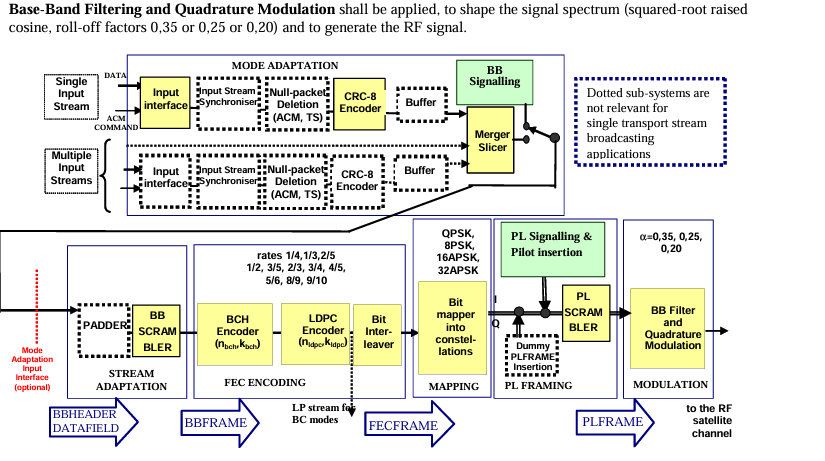 Base-Band Filtering and Quadrature Modulation shall be applied, to shape the signal spectrum (squared-root raised
cosine, roll-off factors 0,35 or 0,25 or 0,20) and to generate the RF signal.
MODE ADAPTATION
Single
Input
Stream
DATA
ACM
COMMAND
Input
interface
Input Stream
Synchroniser
Null-packet
Deletion
(ACM, TS)
CRC-8
Encoder
Buffer
BB
Signalling
Merger
Slicer
Dotted sub-systems are
not relevant for
single transport stream
broadcasting
applications
Multiple
Input
Streams
Input
interface
Input Stream
Synchroniser
Null-packet
Deletion
(ACM, TS)
CRC-8
Encoder
Buffer
Mode
Adaptation
Input
Interface
(optional)
PADDER
BB
SCRAM
BLER
STREAM
ADAPTATION
rates 1/4,1/3,2/5
1/2, 3/5, 2/3, 3/4, 4/5,
5/6, 8/9, 9/10
BCH
Encoder
(nbch,kbch)
LDPC
Encoder
(nldpc,kldpc)
Bit
Inter-
leaver
FEC ENCODING
LP stream for
BC modes
QPSK,
8PSK,
16APSK,
32APSK
Bit
mapper
into
constel-
lations
MAPPING
I
Q
PL Signalling &
Pilot insertion
Dummy
PLFRAME
Insertion
PL
SCRAM
BLER
PL FRAMING
α=0,35, 0,25,
0,20
BB Filter
and
Quadrature
Modulation
MODULATION
BBHEADER
DATAFIELD
BBFRAME
FECFRAME
PLFRAME
to the RF
satellite
channel